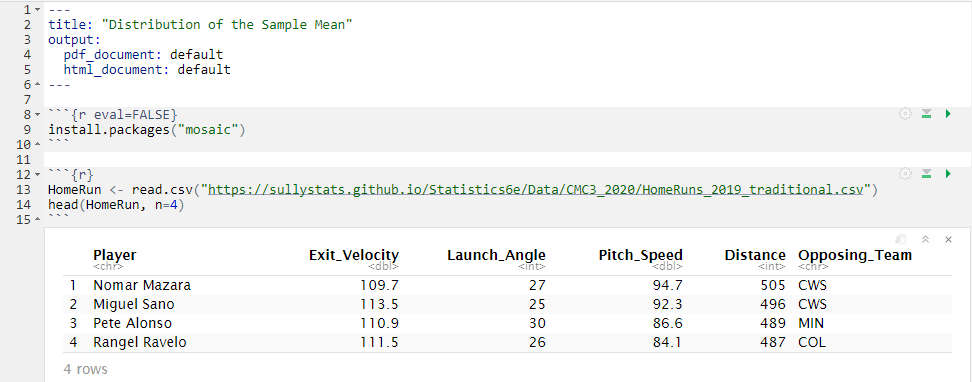 1 ---
2 title: "Distribution of the Sample Mean"
3 output:
4   pdf_document: default
5   html_document: default
6 ---
7
8 ```{r eval=FALSE}
9 install.packages("mosaic")
10 ```
11
12 ```{r}
13 HomeRun <- read.csv("https://sullystats.github.io/Statistics6e/Data/CMC3_2020/HomeRuns_2019_traditional.csv")
14 head(HomeRun, n=4)
15 ```
Player Exit_Velocity Launch_Angle Pitch_Speed Distance Opposing_Team
<chr> <dbl> <int> <dbl> <int> <chr>
1 Nomar Mazara 109.7 27 94.7 505 CWS
2 Miguel Sano 113.5 25 92.3 496 CWS
3 Pete Alonso 110.9 30 86.6 489 MIN
4 Rangel Ravelo 111.5 26 84.1 487 COL
4 rows